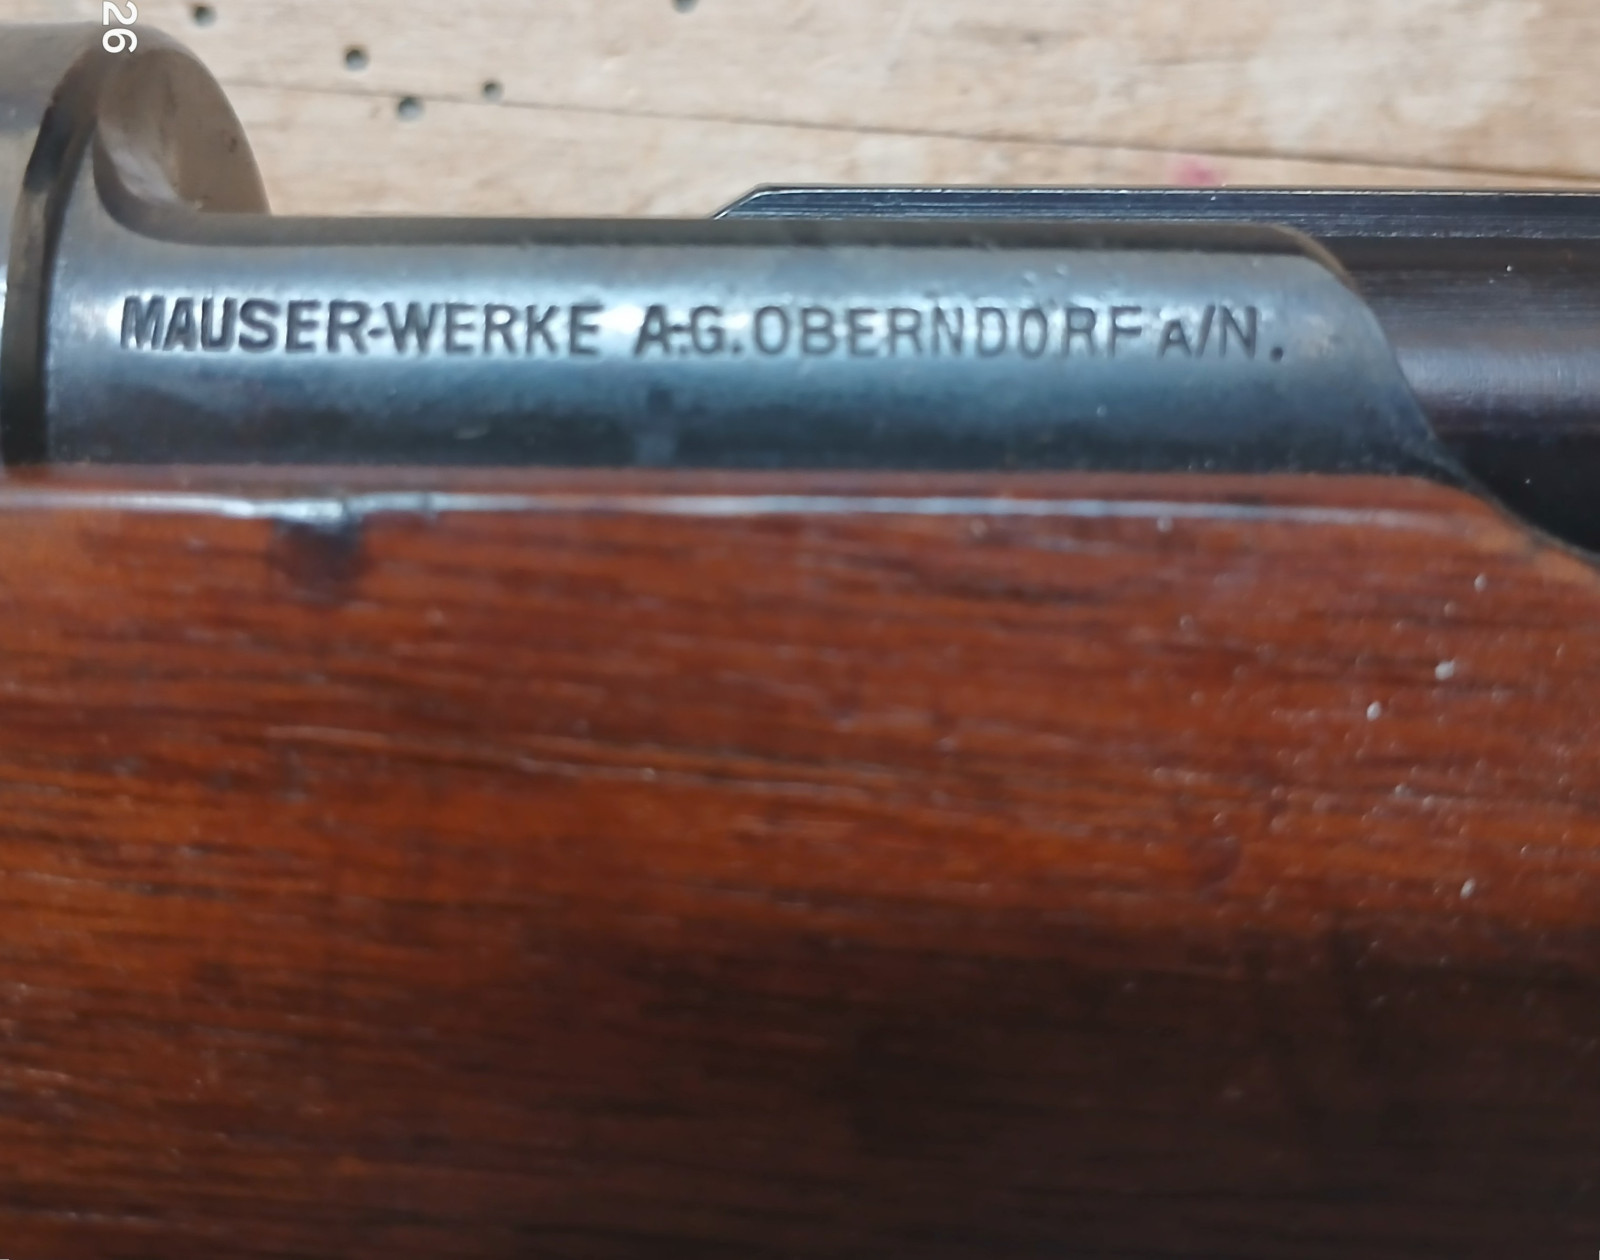 26
MAUSER-WERKE A.G. OBERNDORF A/N.